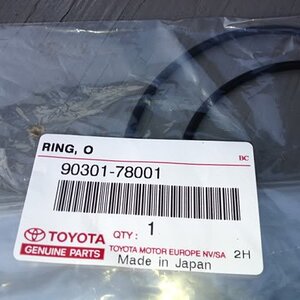 RING, O
BC
90301-78001
TOYOTA
GENUINE PARTS
QTY: 1
TOYOTA MOTOR EUROPE NV/SA 2H
Made in Japan